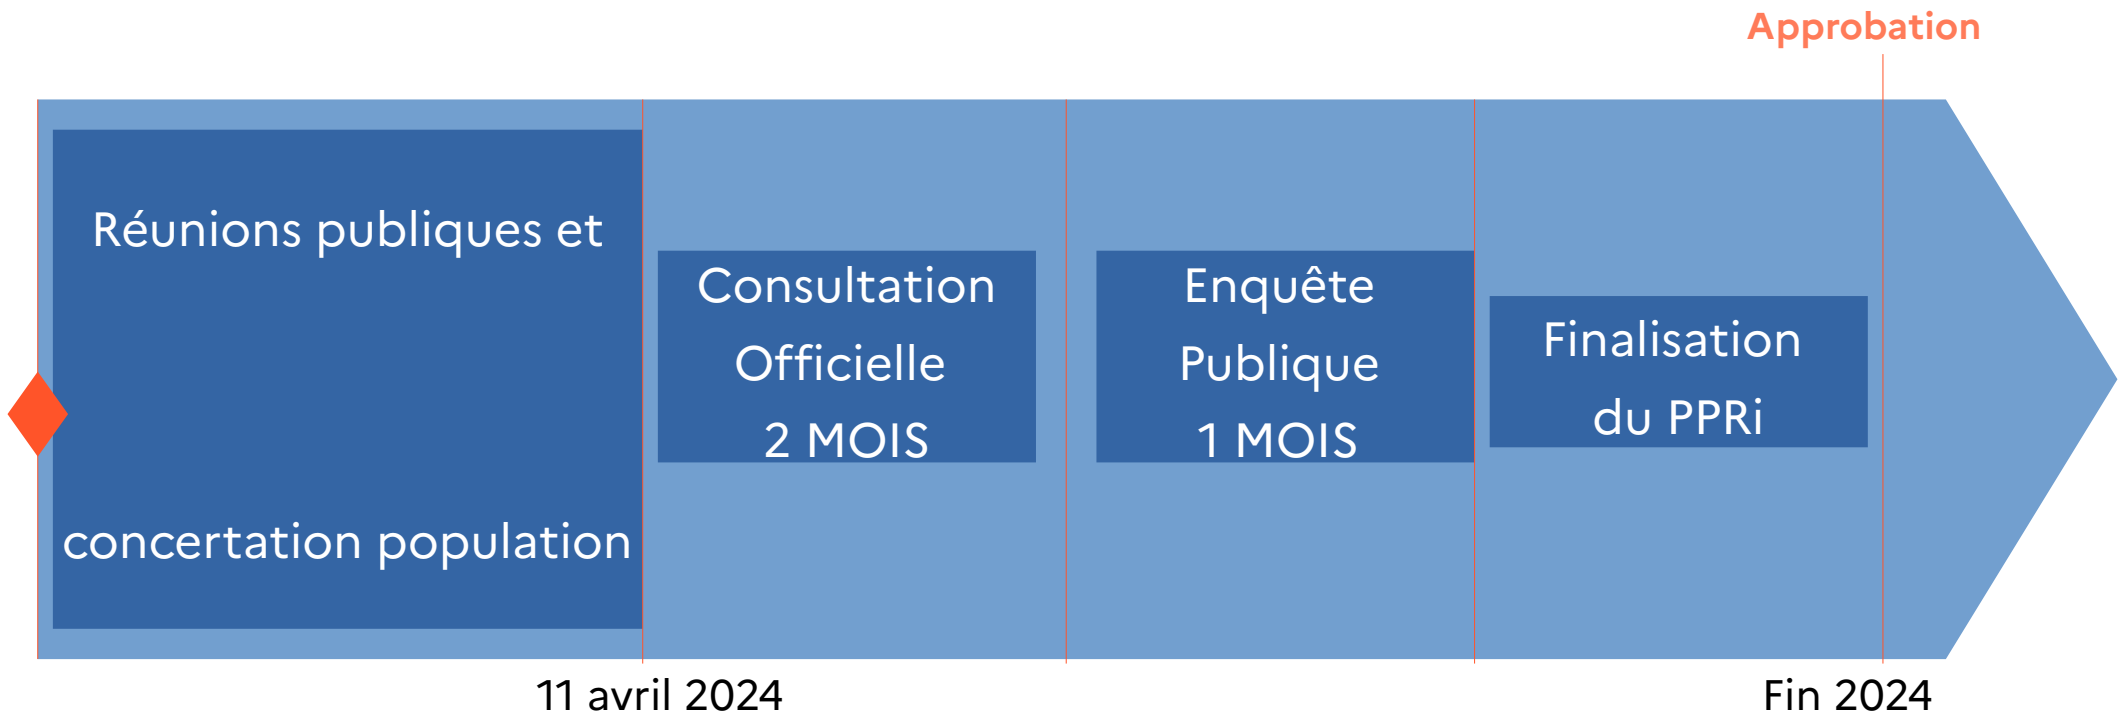 Approbation
Réunions publiques et
concertation population
Consultation
Officielle
2 MOIS
Enquête
Publique
1 MOIS
Finalisation
du PPRi
11 avril 2024
Fin 2024